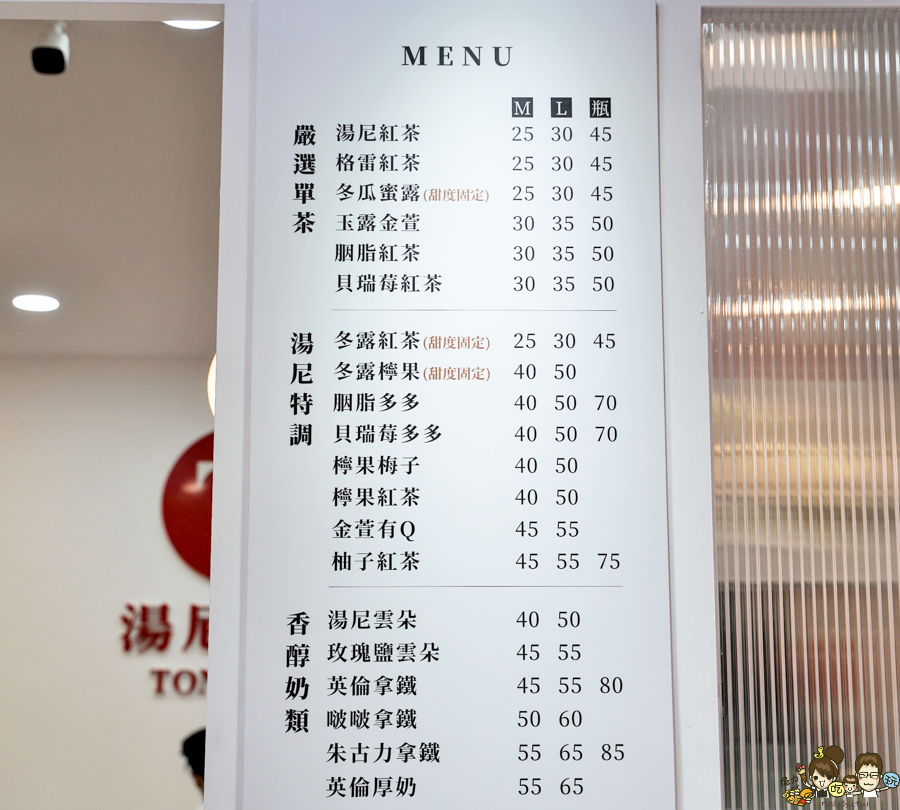 MENU
M L 瓶
嚴選單茶
湯尼紅茶 25 30 45
格雷紅茶 25 30 45
冬瓜蜜露(甜度固定) 25 30 45
玉露金萱 30 35 50
胭脂紅茶 30 35 50
貝瑞莓紅茶 30 35 50
湯尼特調
冬露紅茶(甜度固定) 25 30 45
冬露檸果(甜度固定) 40 50
胭脂多多 40 50 70
貝瑞莓多多 40 50 70
檸果梅子 40 50
檸果紅茶 40 50
金萱有Q 45 55
柚子紅茶 45 55 75
香醇奶類
湯尼雲朵 40 50
玫瑰鹽雲朵 45 55
英倫拿鐵 45 55 80
啵啵拿鐵 50 60
朱古力拿鐵 55 65 85
英倫厚奶 55 65
湯
吃
玩